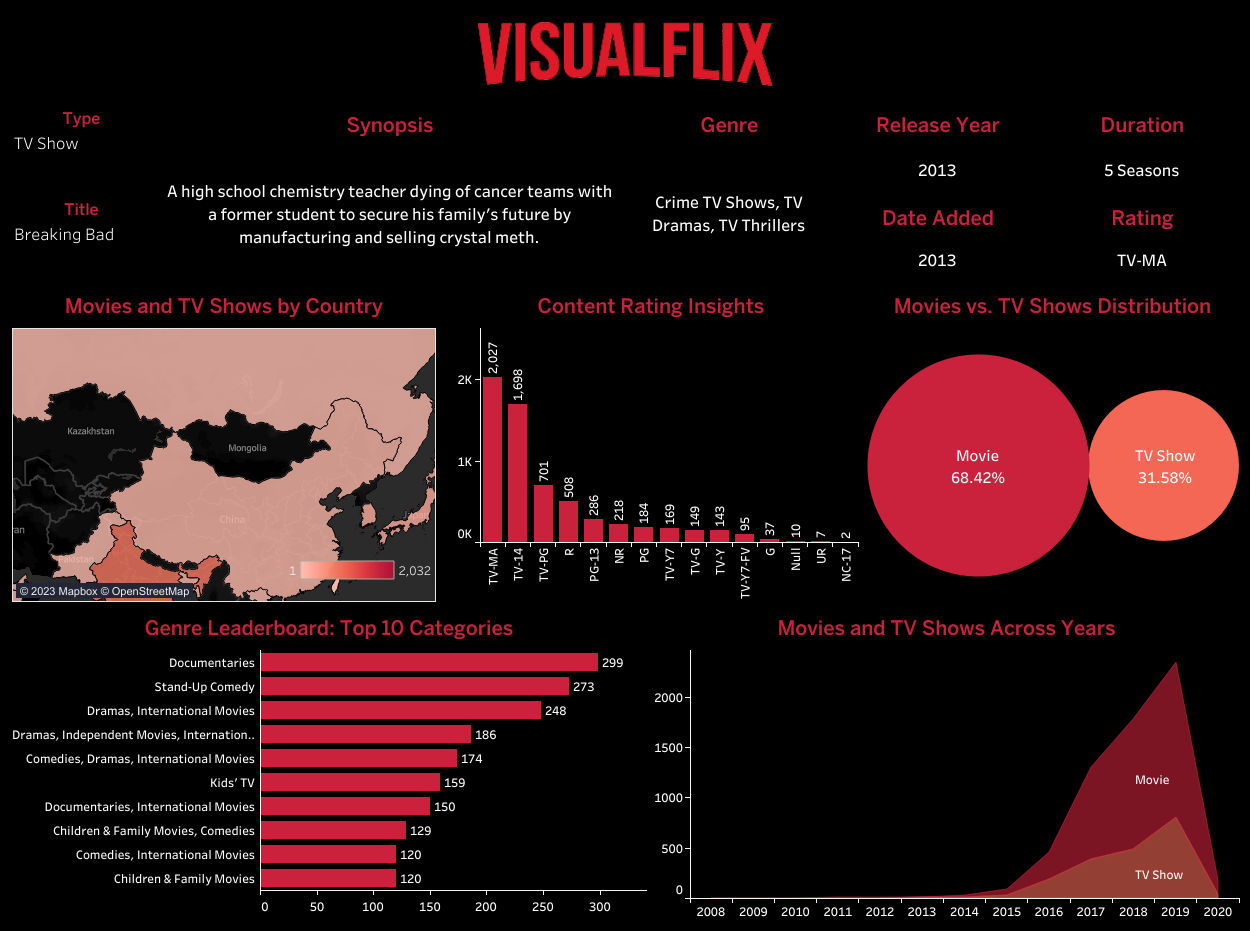 VISUALFLIX
Type
TV Show
Title
Breaking Bad
Synopsis
A high school chemistry teacher dying of cancer teams with
a former student to secure his family's future by
manufacturing and selling crystal meth.
Genre
Crime TV Shows, TV
Dramas, TV Thrillers
Release Year
2013
Date Added
2013
Duration
5 Seasons
Rating
TV-MA
Movies and TV Shows by Country
Kazakhstan
Mongolia
China
Pakistan
1
2,032
© 2023 Mapbox © OpenStreetMap
Content Rating Insights
2K
1K
0K
2,027
1,698
701
508
286
218
184
169
149
143
95
37
10
7
2
TV-MA
TV-14
TV-PG
R
PG-13
NR
PG
TV-Y7
TV-G
TV-Y
TV-Y7-FV
G
Null
UR
NC-17
Movies vs. TV Shows Distribution
Movie
68.42%
TV Show
31.58%
Genre Leaderboard: Top 10 Categories
Documentaries 299
Stand-Up Comedy 273
Dramas, International Movies 248
Dramas, Independent Movies, Internation.. 186
Comedies, Dramas, International Movies 174
Kids' TV 159
Documentaries, International Movies 150
Children & Family Movies, Comedies 129
Comedies, International Movies 120
Children & Family Movies 120
0 50 100 150 200 250 300
Movies and TV Shows Across Years
2000
1500
1000
500
0
Movie
TV Show
2008 2009 2010 2011 2012 2013 2014 2015 2016 2017 2018 2019 2020